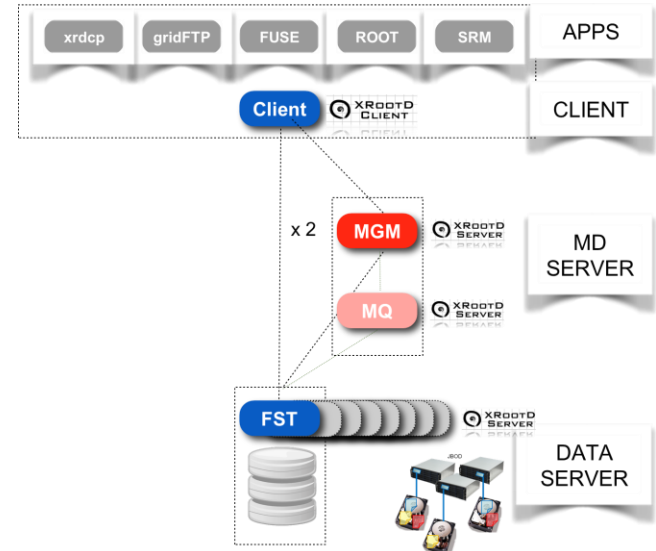 xrdcp gridFTP FUSE ROOT SRM APPS
Client XROOTD CLIENT CLIENT
x 2 MGM XROOTD SERVER
MD SERVER
MQ XROOTD SERVER
FST XROOTD SERVER
JBOD
DATA SERVER